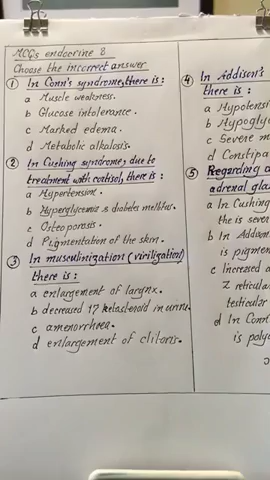 MCQs endocrine 8
Choose the incorrect answer
① In Conn's syndrome, there is:
a Muscle weakness.
b Glucose intolerance.
c Marked edema.
d Metabolic alkalosis.
② In Cushing syndrome, due to
treatment with cortisol, there is:
a Hypertension.
b Hyperglycemis & diabetes mellitus.
c Osteoporosis.
d Pigmentation of the skin.
③ In musculinization (virilization)
there is:
a enlargement of larynx.
b decreased 17 ketosteroid in urine.
c amenorrhea.
d enlargement of clitoris.
④ In Addison's
there is:
a Hypotensi
b Hypogly
c Severe m
d Constipa
⑤ Regarding a
adrenal gla
a In Cushing
the is sever
b In Addison
is pigmen
c Increased a
Z reticula
testicular
d In Conn'
is poly